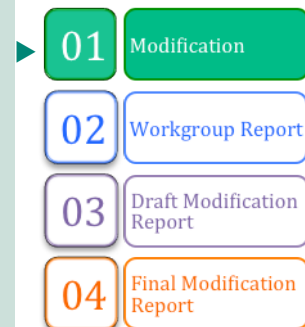 01 Modification
02 Workgroup Report
03 Draft Modification
Report
04 Final Modification
Report